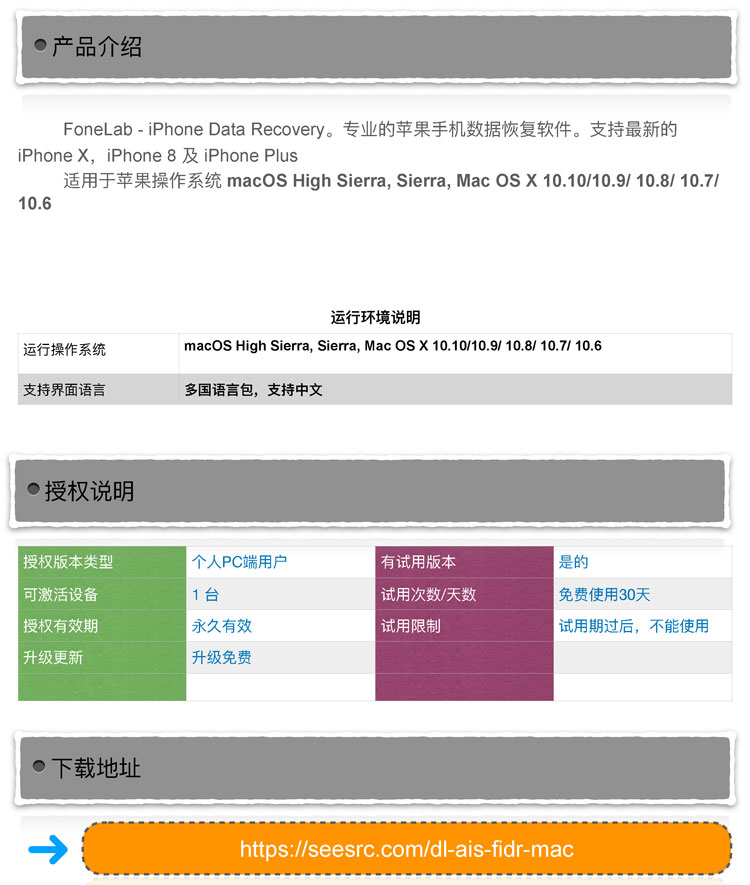 产品介绍
FoneLab - iPhone Data Recovery。专业的苹果手机数据恢复软件。支持最新的
iPhone X，iPhone 8 及 iPhone Plus
适用于苹果操作系统 macOS High Sierra, Sierra, Mac OS X 10.10/10.9/ 10.8/ 10.7/
10.6
运行环境说明
运行操作系统 macOS High Sierra, Sierra, Mac OS X 10.10/10.9/ 10.8/ 10.7/ 10.6
支持界面语言 多国语言包，支持中文
授权说明
授权版本类型 个人PC端用户 有试用版本 是的
可激活设备 1 台 试用次数/天数 免费使用30天
授权有效期 永久有效 试用限制 试用期过后，不能使用
升级更新 升级免费
下载地址
https://seesrc.com/dl-ais-fidr-mac